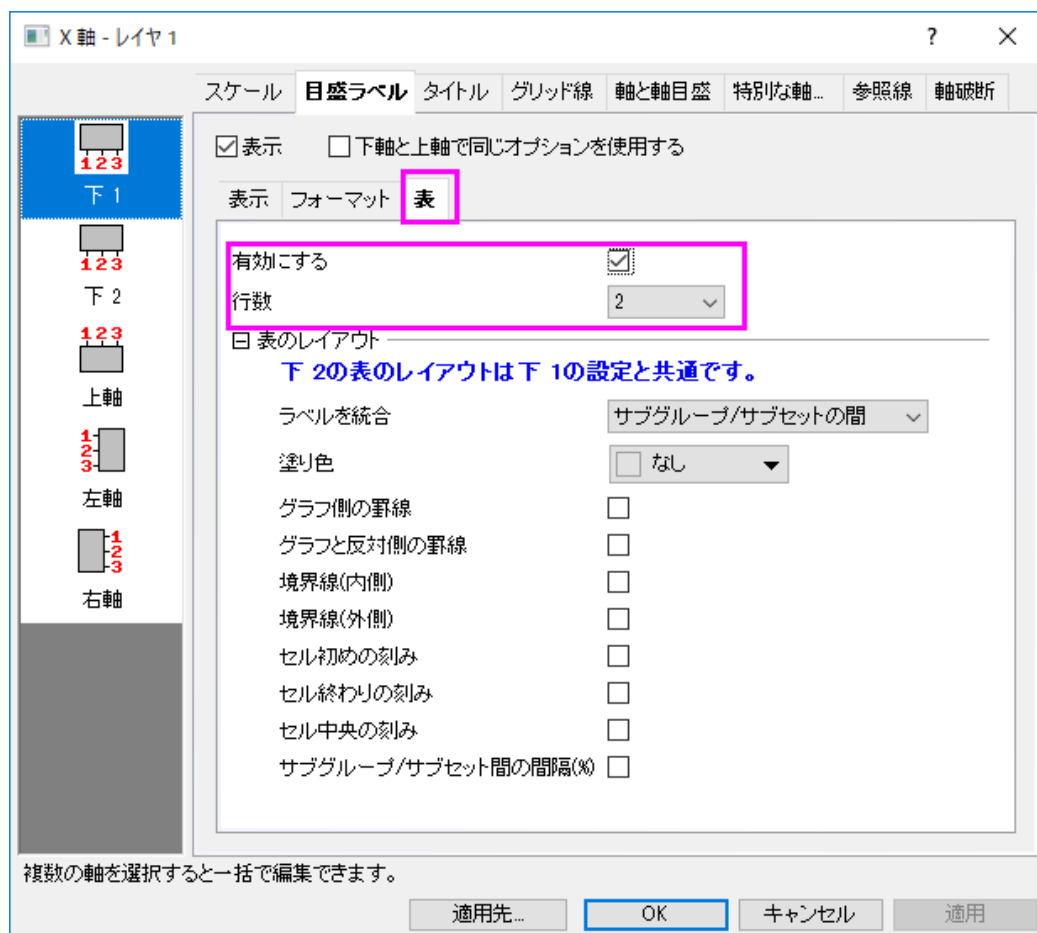 X 軸 - レイヤ 1
?
スケール 目盛ラベル タイトル グリッド線 軸と軸目盛 特別な軸... 参照線 軸破断
表示 下軸と上軸で同じオプションを使用する
123
下 1
123
下 2
123
上軸
1
2
3
左軸
1
2
3
右軸
表示 フォーマット 表
有効にする
行数 2
表のレイアウト
下 2の表のレイアウトは下 1の設定と共通です。
ラベルを統合 サブグループ/サブセットの間
塗り色 なし
グラフ側の罫線
グラフと反対側の罫線
境界線(内側)
境界線(外側)
セル初めの刻み
セル終わりの刻み
セル中央の刻み
サブグループ/サブセット間の間隔(%)
複数の軸を選択すると一括で編集できます。
適用先... OK キャンセル 適用